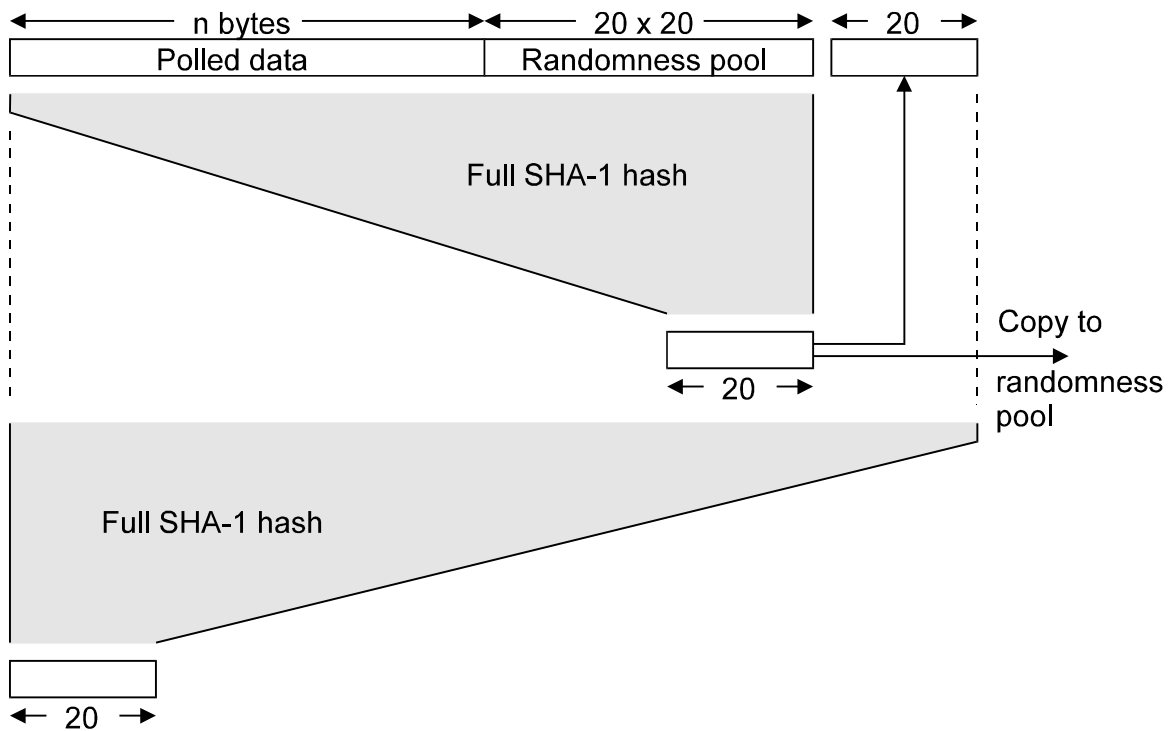 n bytes
20 x 20
20
Polled data
Randomness pool
Full SHA-1 hash
Copy to
randomness
pool
20
Full SHA-1 hash
20